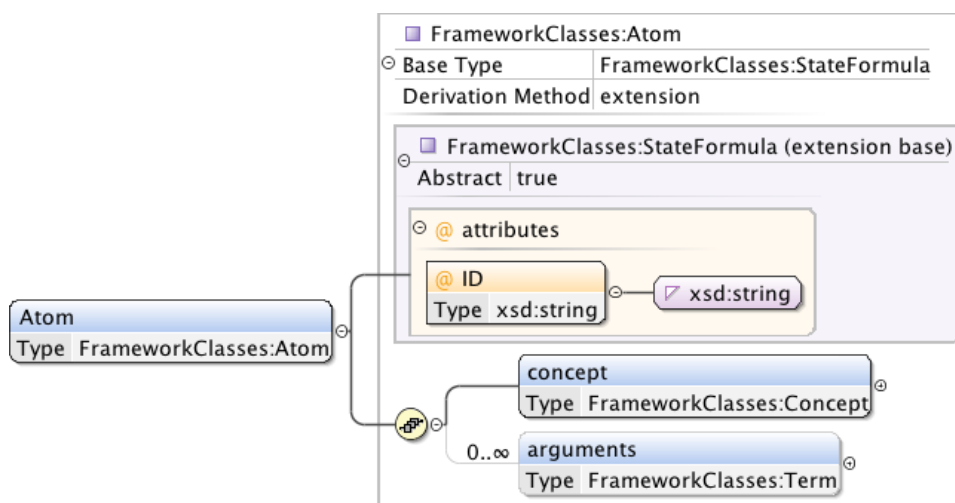 FrameworkClasses:Atom
Base Type FrameworkClasses:StateFormula
Derivation Method extension
FrameworkClasses:StateFormula (extension base)
Abstract true
@ attributes
@ ID
Type xsd:string
xsd:string
Atom
Type FrameworkClasses:Atom
concept
Type FrameworkClasses:Concept
0..∞
arguments
Type FrameworkClasses:Term